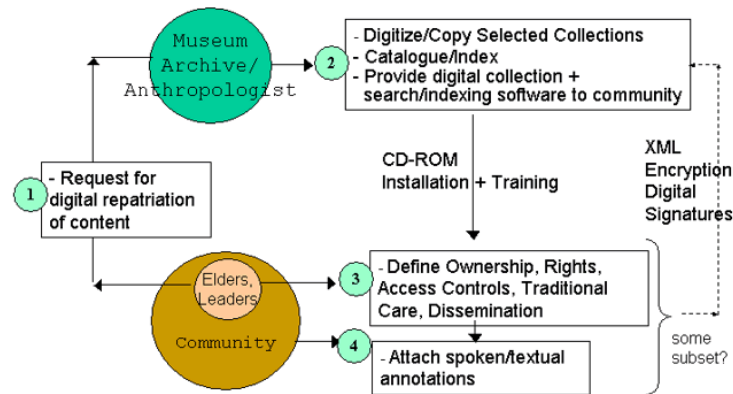 Museum
Archive/
Anthropologist
2
- Digitize/Copy Selected Collections
- Catalogue/Index
- Provide digital collection +
search/indexing software to community
1
- Request for
digital repatriation
of content
CD-ROM
Installation + Training
XML
Encryption
Digital
Signatures
Elders,
Leaders
Community
3
- Define Ownership, Rights,
Access Controls, Traditional
Care, Dissemination
4
- Attach spoken/textual
annotations
some
subset?